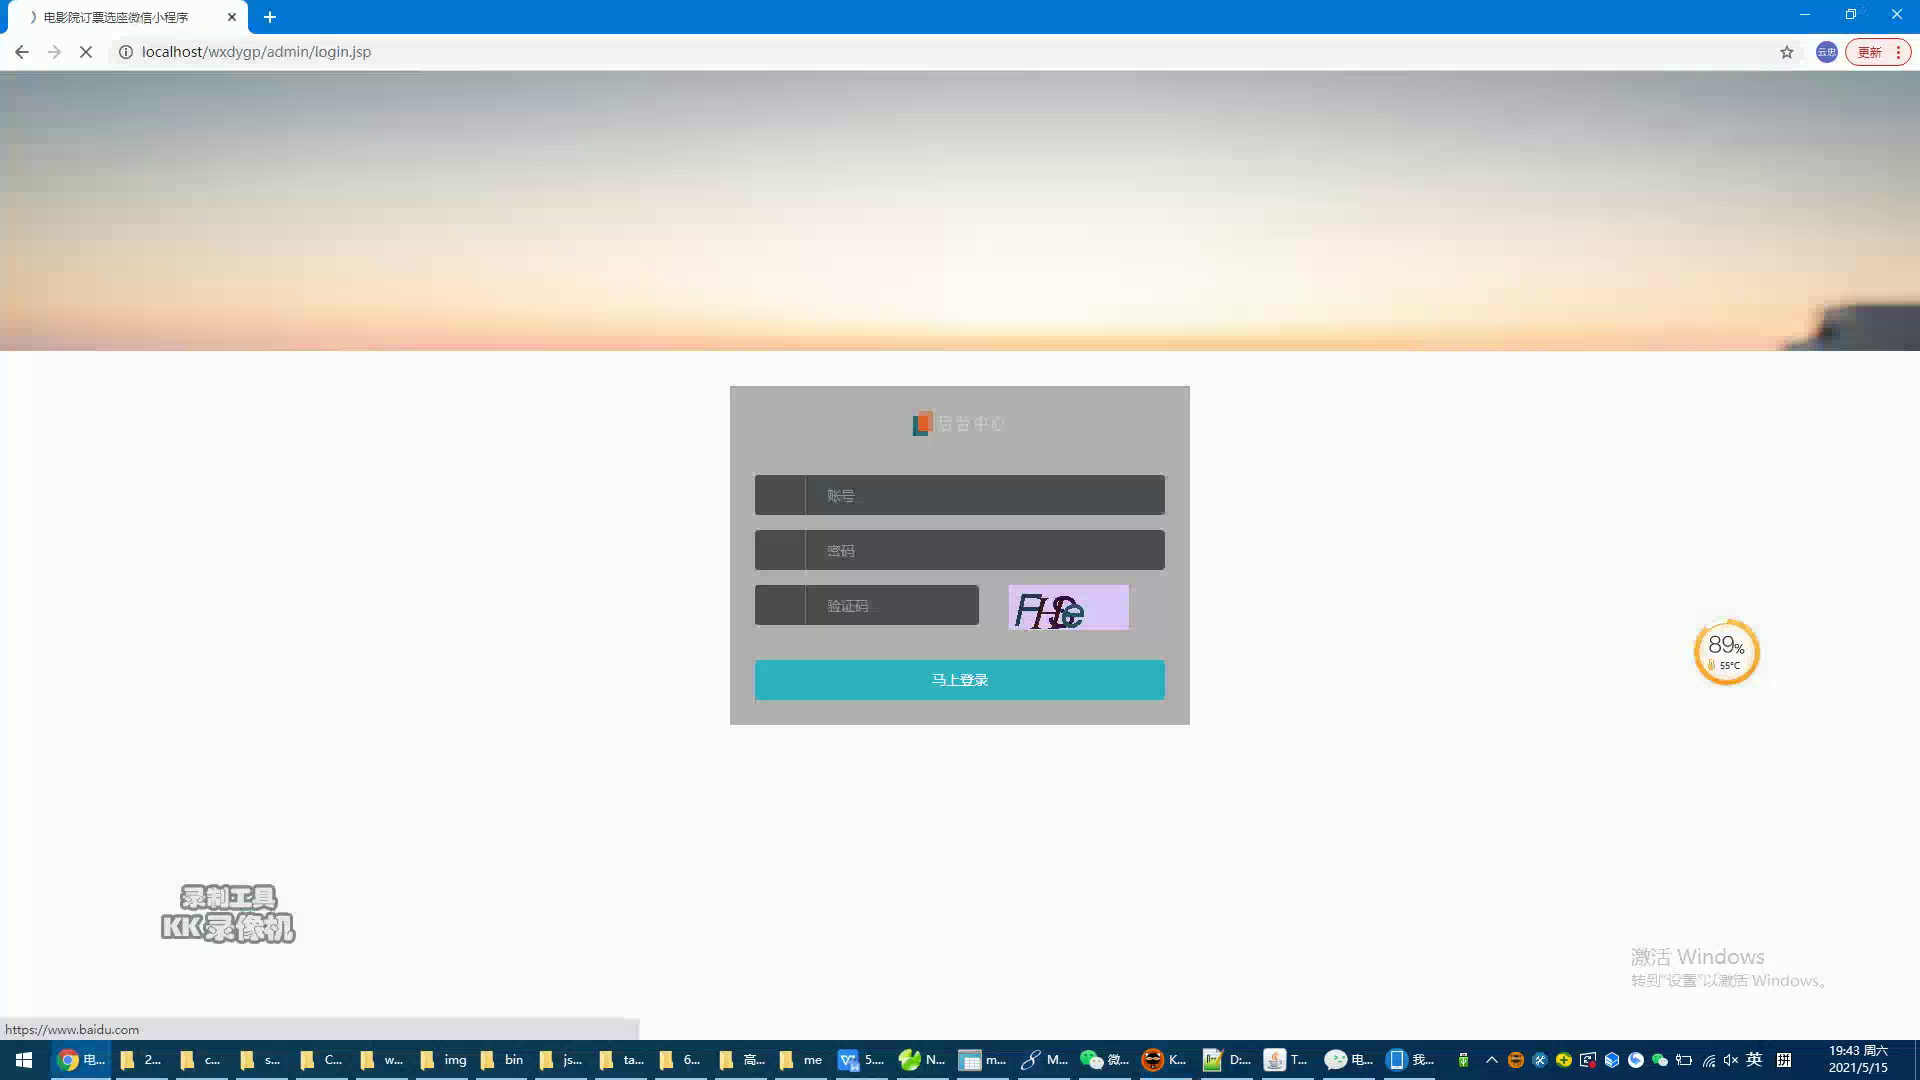 电影院订票选座微信小程序
localhost/wxdygp/admin/login.jsp
云忠
更新
后台中心
账号
密码
验证码
马上登录
89%
55°C
录制工具
KK录像机
激活 Windows
转到“设置”以激活 Windows。
https://www.baidu.com
电... 2... c... s... C... w... img bin js... ta... 6... 高... me 5.... N... m... M... 微... K... D:... T... 电... 我... 英
19:43 周六
2021/5/15